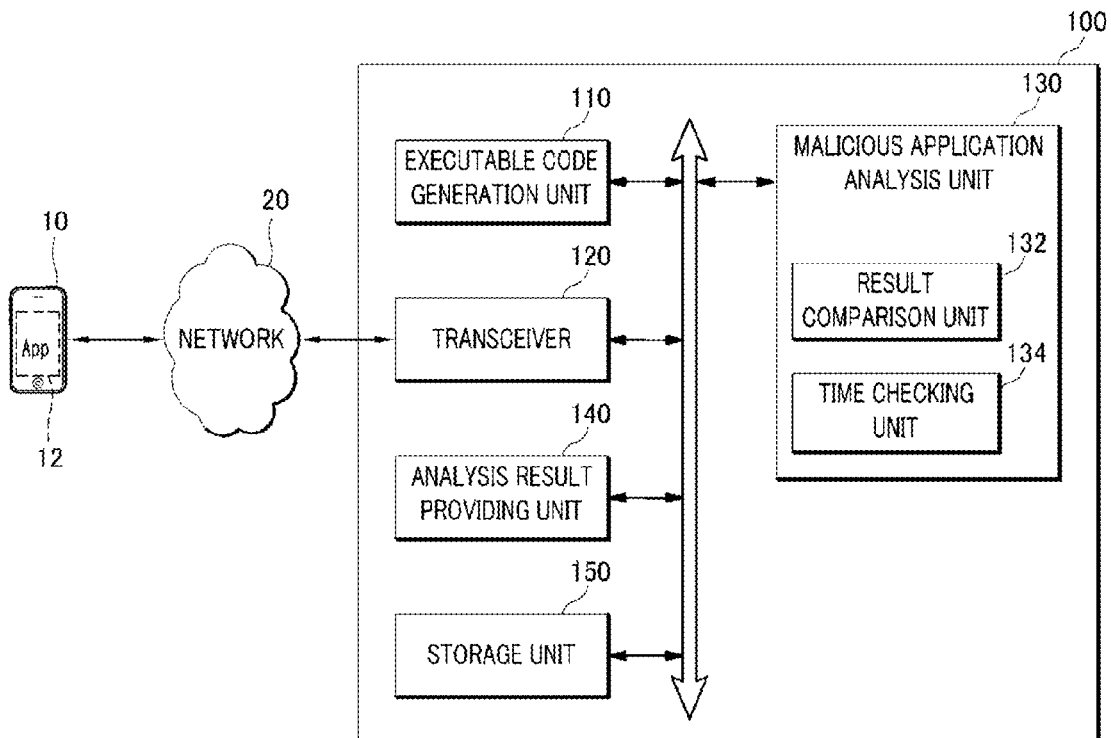 100
110
130
EXECUTABLE CODE
GENERATION UNIT
MALICIOUS APPLICATION
ANALYSIS UNIT
10
20
120
132
App
NETWORK
TRANSCEIVER
RESULT
COMPARISON UNIT
12
140
134
TIME CHECKING
UNIT
ANALYSIS RESULT
PROVIDING UNIT
150
STORAGE UNIT